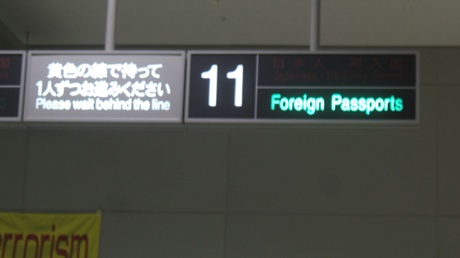 黄色の線で待って
1人ずつお進みください
Please wait behind the line
11
Foreign Passports
rrorism